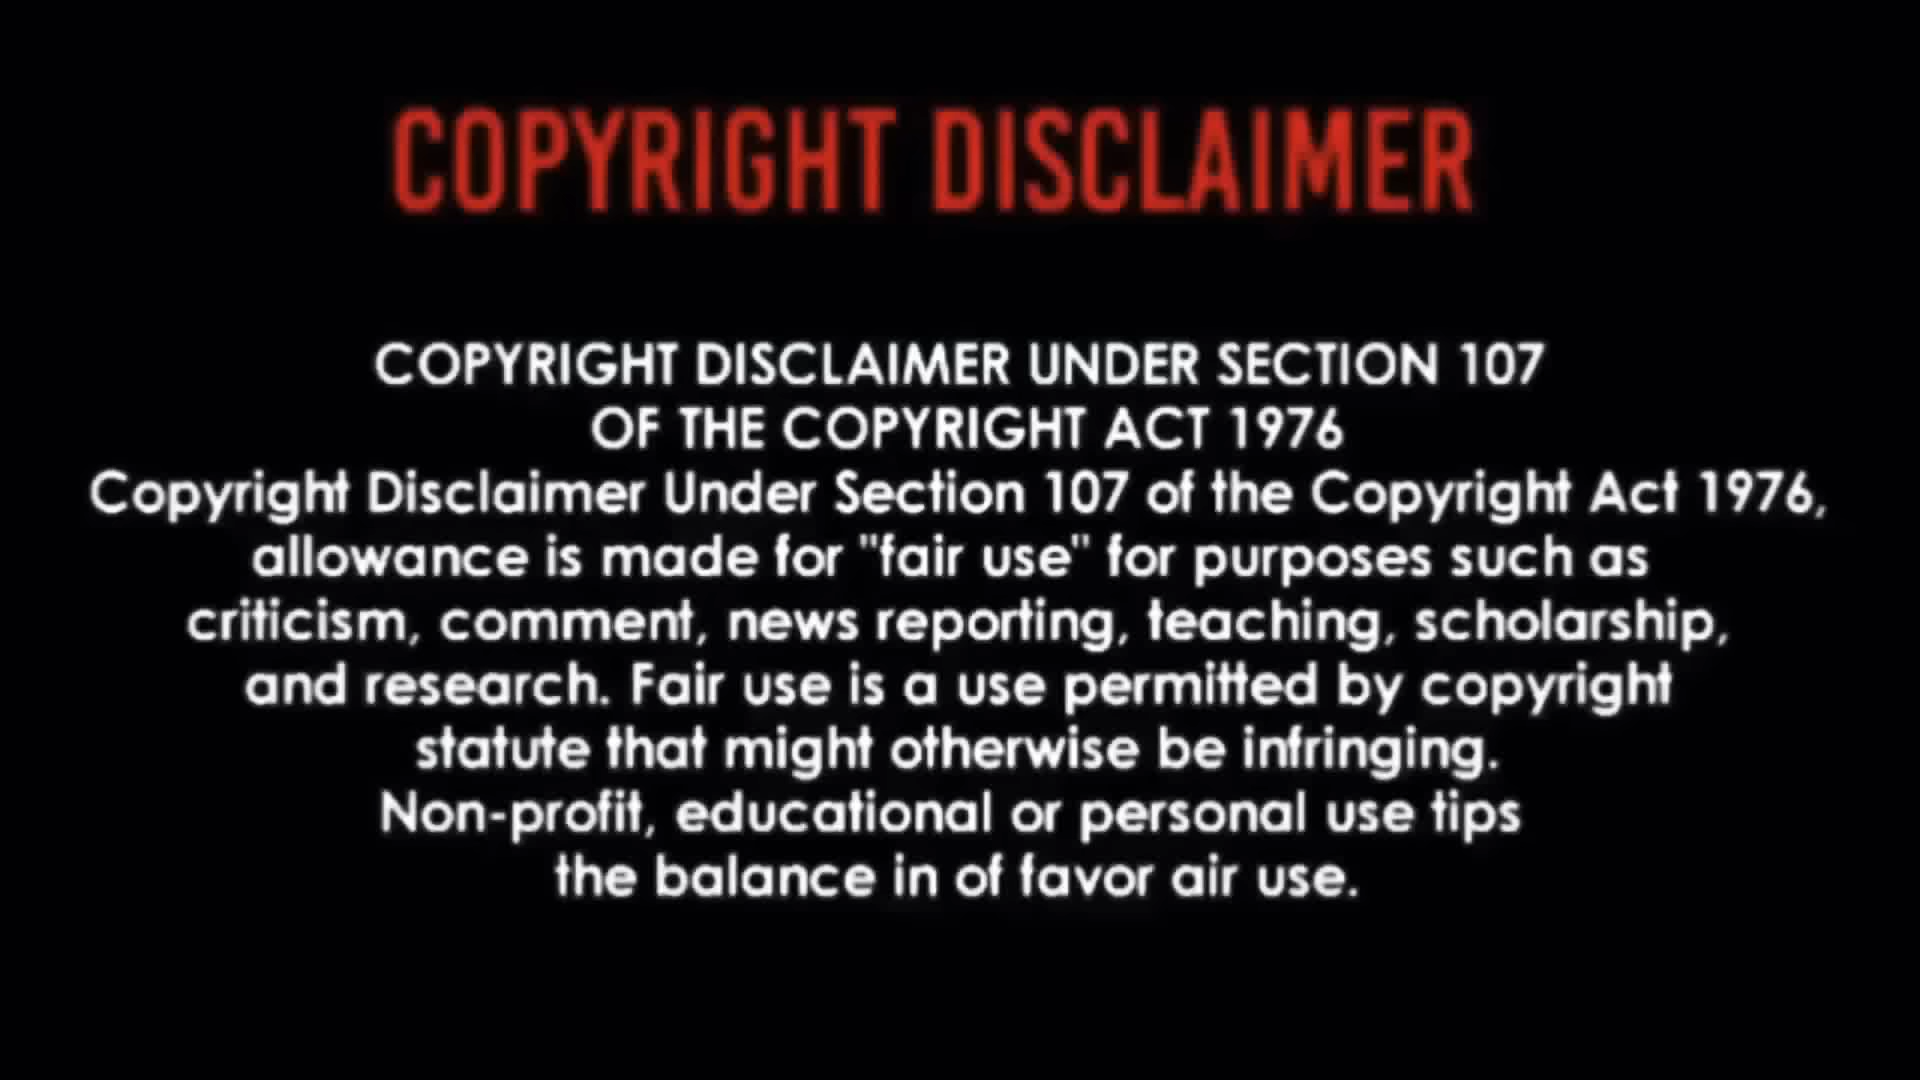 COPYRIGHT DISCLAIMER
COPYRIGHT DISCLAIMER UNDER SECTION 107
OF THE COPYRIGHT ACT 1976
Copyright Disclaimer Under Section 107 of the Copyright Act 1976,
allowance is made for "fair use" for purposes such as
criticism, comment, news reporting, teaching, scholarship,
and research. Fair use is a use permitted by copyright
statute that might otherwise be infringing.
Non-profit, educational or personal use tips
the balance in of favor air use.